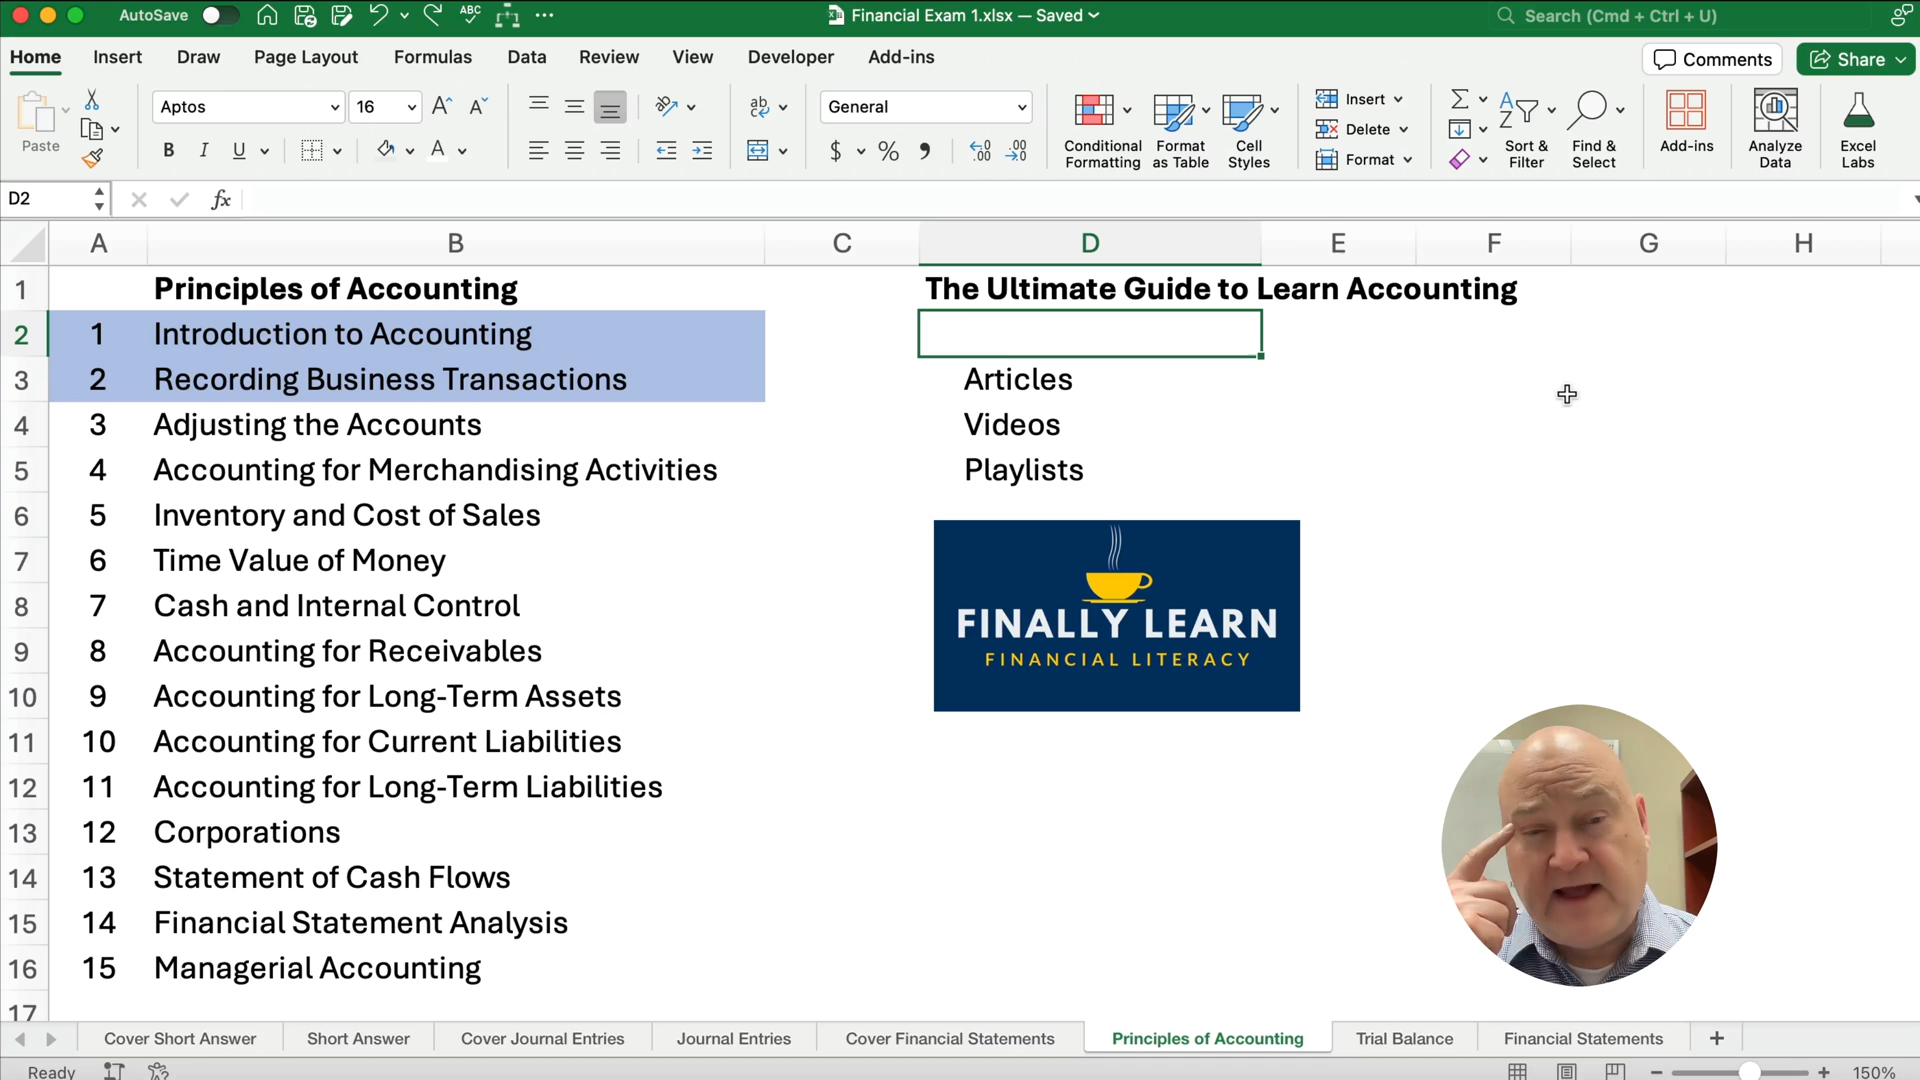 AutoSave
ABC
Financial Exam 1.xlsx — Saved
Search (Cmd + Ctrl + U)
Home Insert Draw Page Layout Formulas Data Review View Developer Add-ins
Comments
Share
Paste
Aptos
16
B I U
ab
General
$ % 9
Conditional Formatting
Format as Table
Cell Styles
Insert
Delete
Format
Sort & Filter
Find & Select
Add-ins
Analyze Data
Excel Labs
D2
fx
A B C D E F G H
1 Principles of Accounting The Ultimate Guide to Learn Accounting
2 1 Introduction to Accounting
3 2 Recording Business Transactions Articles
4 3 Adjusting the Accounts Videos
5 4 Accounting for Merchandising Activities Playlists
6 5 Inventory and Cost of Sales
7 6 Time Value of Money
8 7 Cash and Internal Control
9 8 Accounting for Receivables
10 9 Accounting for Long-Term Assets
11 10 Accounting for Current Liabilities
12 11 Accounting for Long-Term Liabilities
13 12 Corporations
14 13 Statement of Cash Flows
15 14 Financial Statement Analysis
16 15 Managerial Accounting
17
FINALLY LEARN
FINANCIAL LITERACY
Cover Short Answer Short Answer Cover Journal Entries Journal Entries Cover Financial Statements Principles of Accounting Trial Balance Financial Statements
Ready
150%